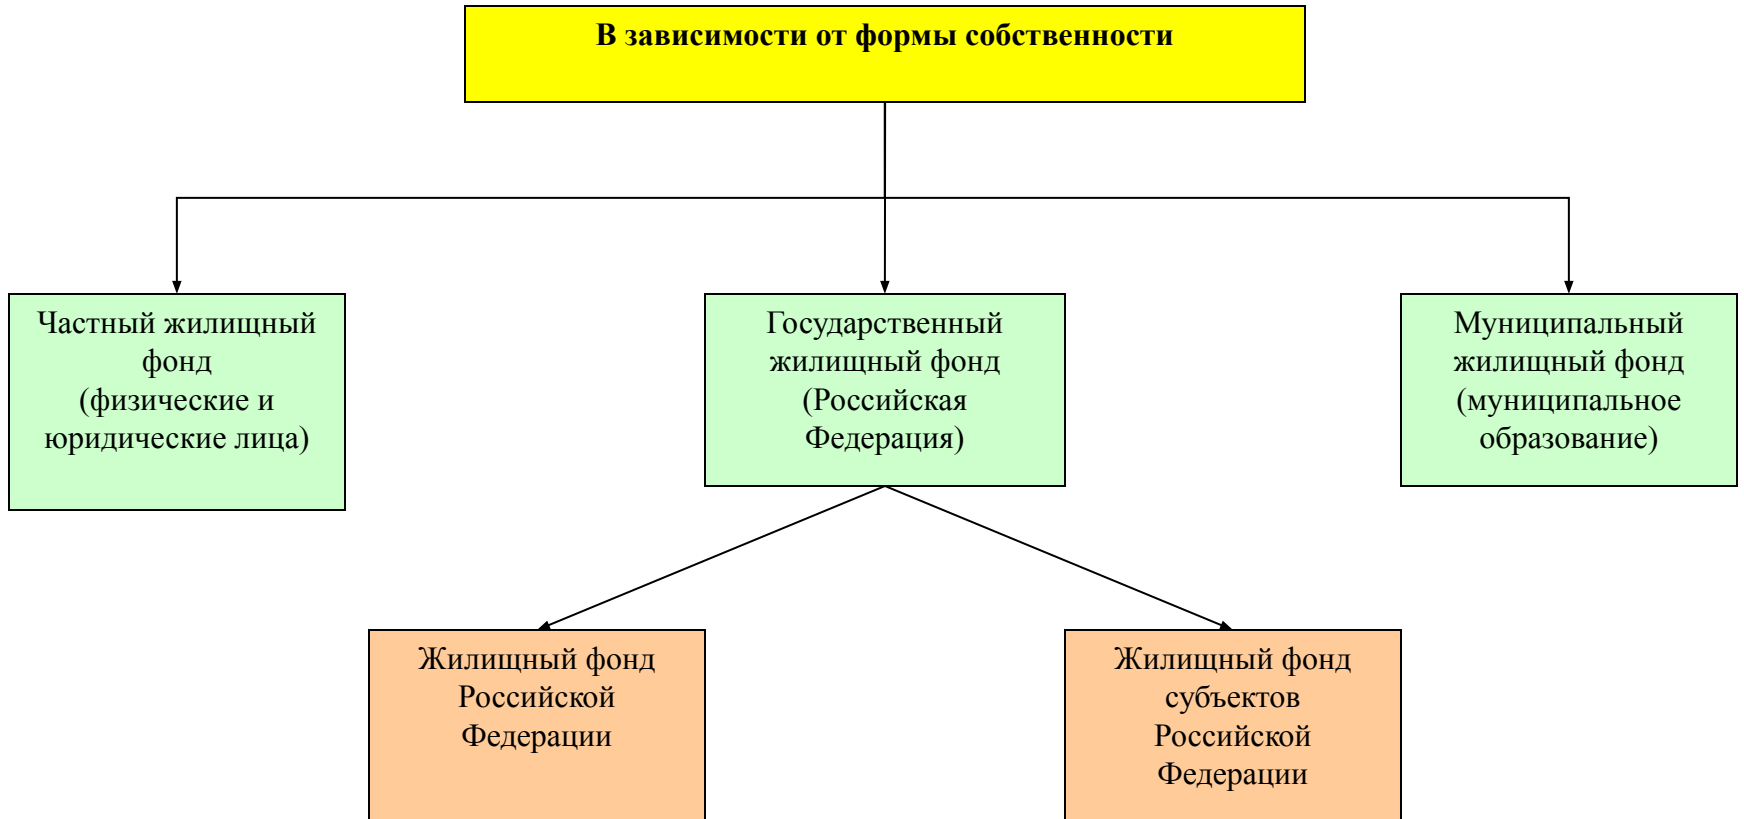 В зависимости от формы собственности
Частный жилищный
фонд
(физические и
юридические лица)
Государственный
жилищный фонд
(Российская
Федерация)
Муниципальный
жилищный фонд
(муниципальное
образование)
Жилищный фонд
Российской
Федерации
Жилищный фонд
субъектов
Российской
Федерации